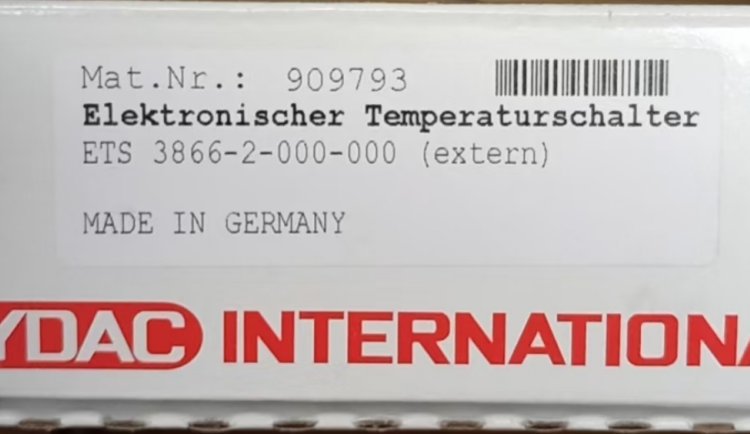 Mat.Nr.: 909793
Elektronischer Temperaturschalter
ETS 3866-2-000-000 (extern)
MADE IN GERMANY
YDAC INTERNATIONA